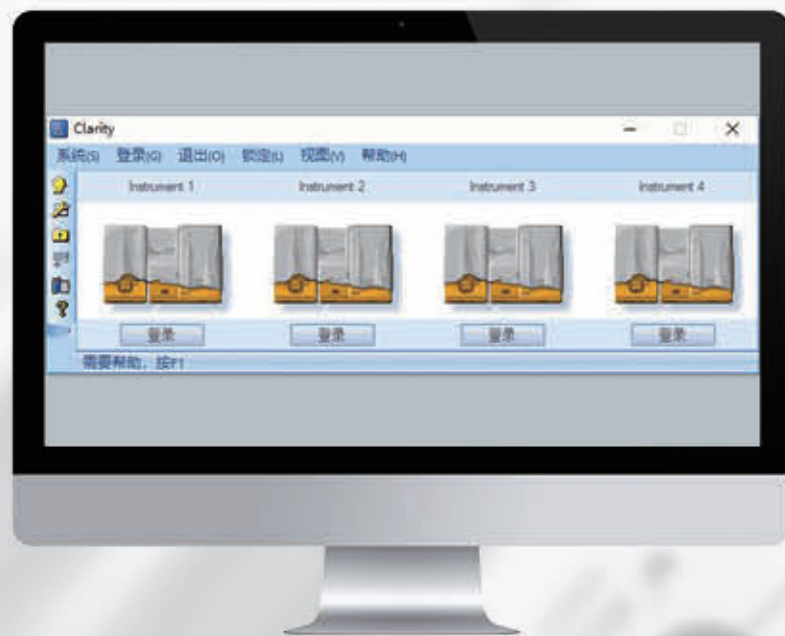 Clarity
系统(S) 登录(G) 退出(O) 锁定(L) 视图(V) 帮助(H)
Instrument 1 Instrument 2 Instrument 3 Instrument 4
登录 登录 登录 登录
需要帮助，按F1